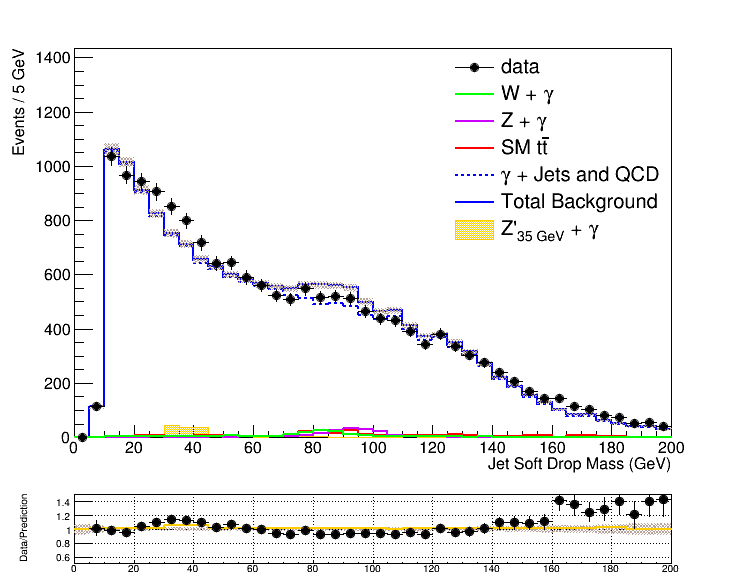 Events / 5 GeV
1400
1200
1000
800
600
400
200
0
data
W + γ
Z + γ
SM tt̄
γ + Jets and QCD
Total Background
Z'35 GeV + γ
0 20 40 60 80 100 120 140 160 180 200
Jet Soft Drop Mass (GeV)
Data/Prediction
1.4
1.2
1
0.8
0.6
0 20 40 60 80 100 120 140 160 180 200